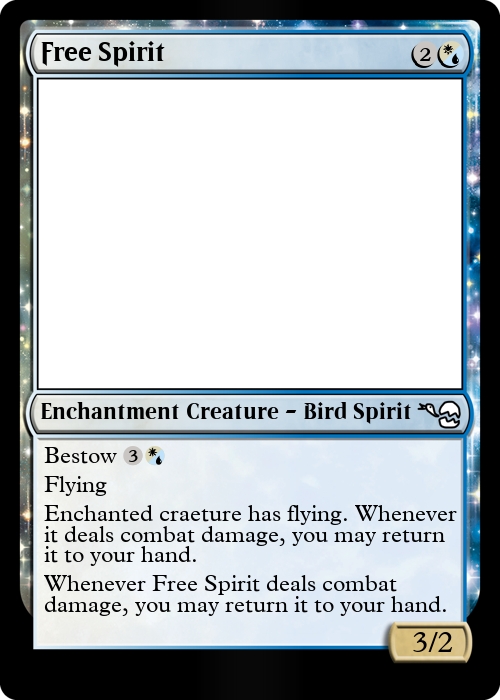 Free Spirit 2
Enchantment Creature – Bird Spirit
Bestow 3
Flying
Enchanted craeture has flying. Whenever
it deals combat damage, you may return
it to your hand.
Whenever Free Spirit deals combat
damage, you may return it to your hand.
3/2